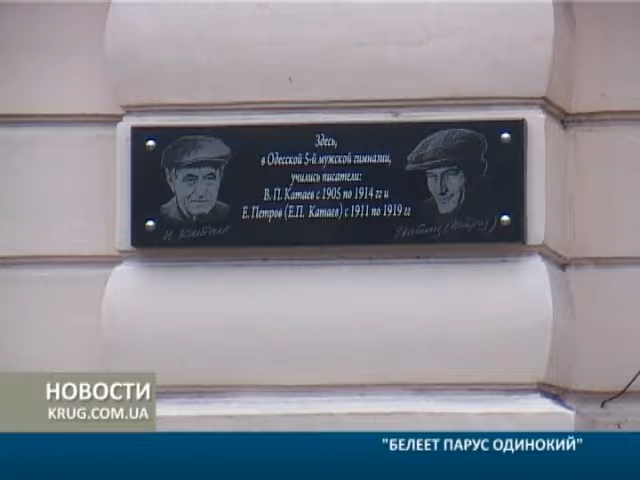 Здесь,
в Одесской 5-й мужской гимназии,
учились писатели:
В. П. Катаев с 1905 по 1914 гг и
Е. Петров (Е.П. Катаев) с 1911 по 1919 гг
НОВОСТИ
KRUG.COM.UA
"БЕЛЕЕТ ПАРУС ОДИНОКИЙ"